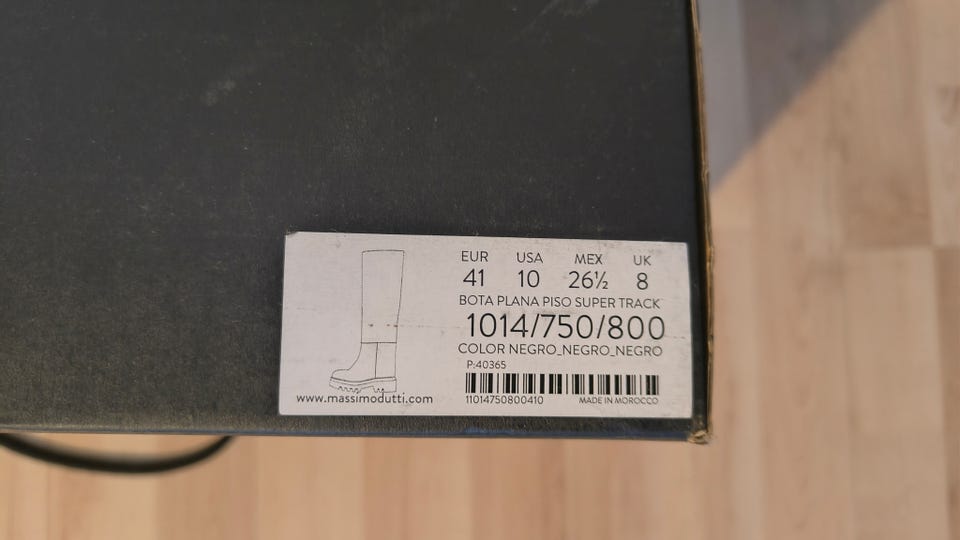 EUR USA MEX UK
41 10 26½ 8
BOTA PLANA PISO SUPER TRACK
1014/750/800
COLOR NEGRO_NEGRO_NEGRO
P:40365
www.massimodutti.com
11014750800410 MADE IN MOROCCO